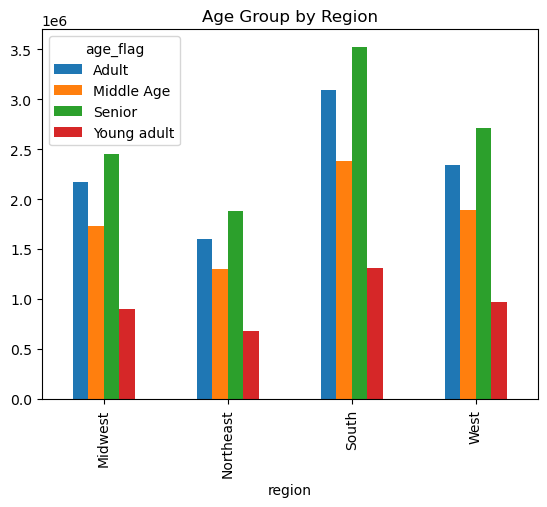 Age Group by Region
1e6
age_flag
Adult
Middle Age
Senior
Young adult
3.5
3.0
2.5
2.0
1.5
1.0
0.5
0.0
Midwest
Northeast
South
West
region